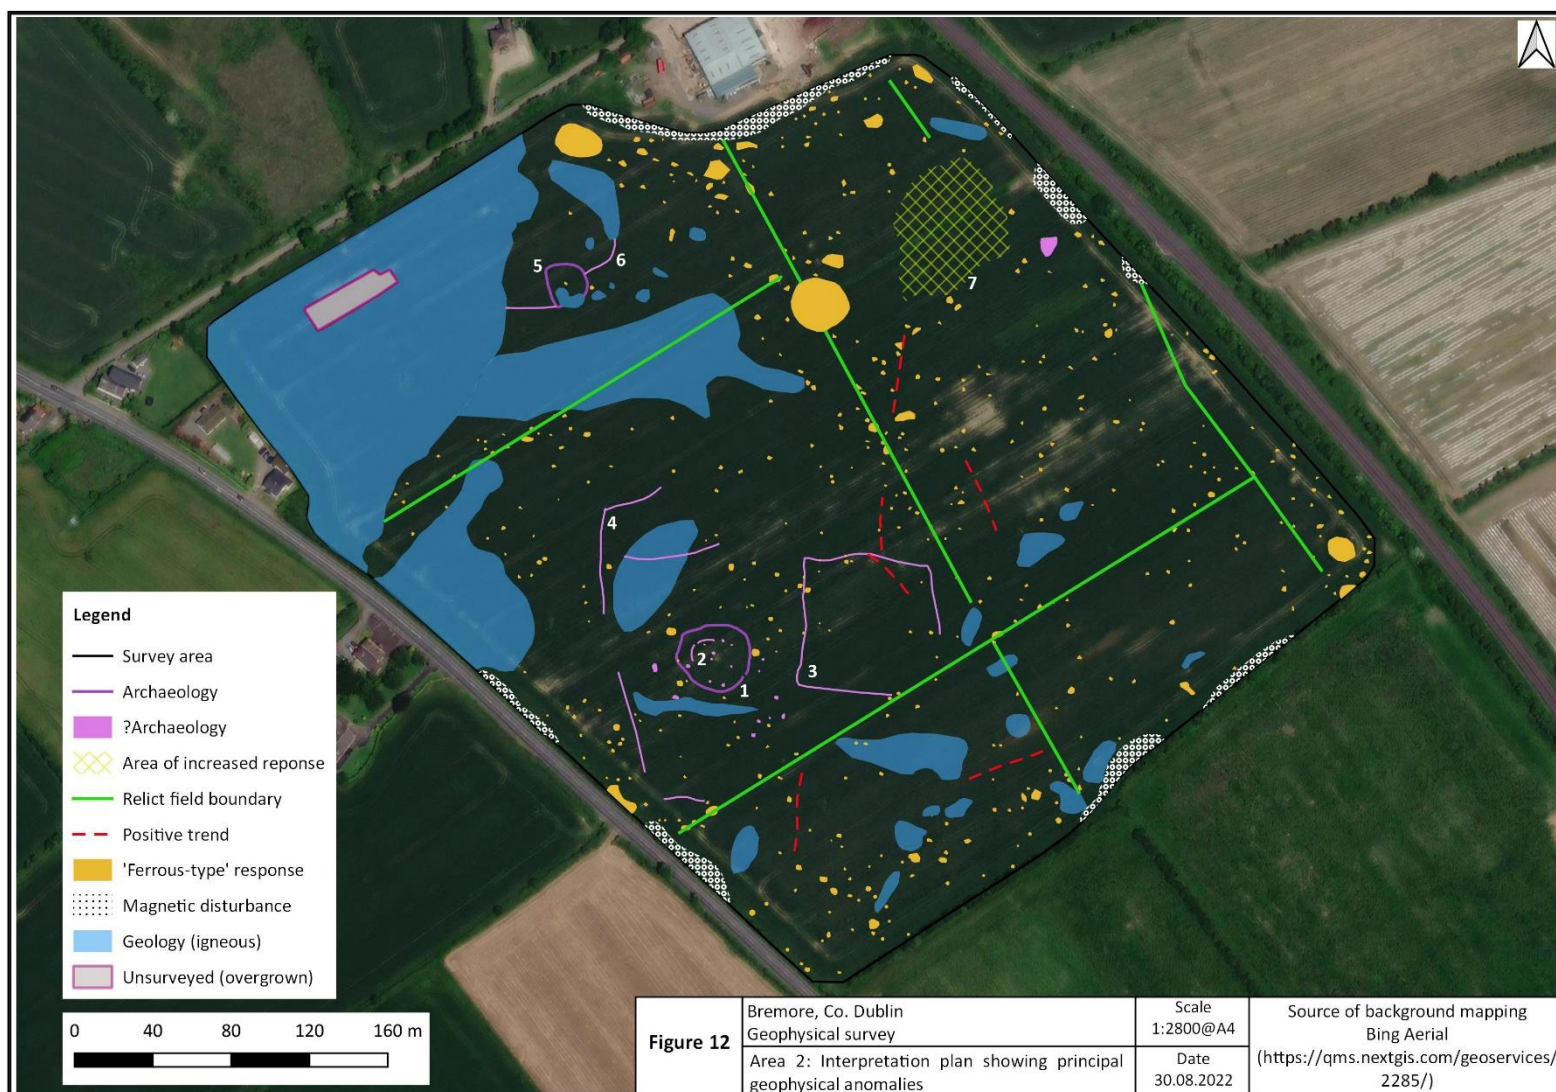 5
6
7
4
2
1
3
Legend
Survey area
Archaeology
?Archaeology
Area of increased reponse
Relict field boundary
Positive trend
'Ferrous-type' response
Magnetic disturbance
Geology (igneous)
Unsurveyed (overgrown)
0 40 80 120 160 m
Figure 12
Bremore, Co. Dublin
Geophysical survey
Area 2: Interpretation plan showing principal
geophysical anomalies
Scale
1:2800@A4
Date
30.08.2022
Source of background mapping
Bing Aerial
(https://qms.nextgis.com/geoservices/
2285/)